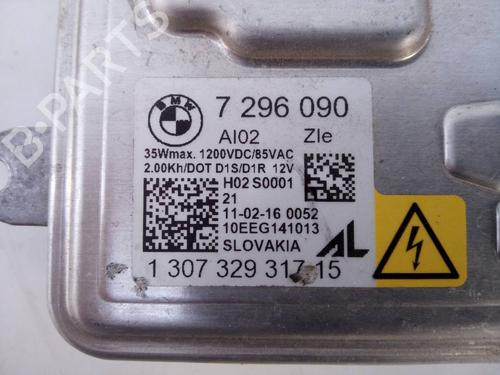 B-PARTS
BMW
7 296 090
AI02 Zle
35Wmax. 1200VDC/85VAC
2.00Kh/DOT D1S/D1R 12V
H02 S0001
21
11-02-16 0052
10EEG141013
SLOVAKIA AL
1 307 329 317 15